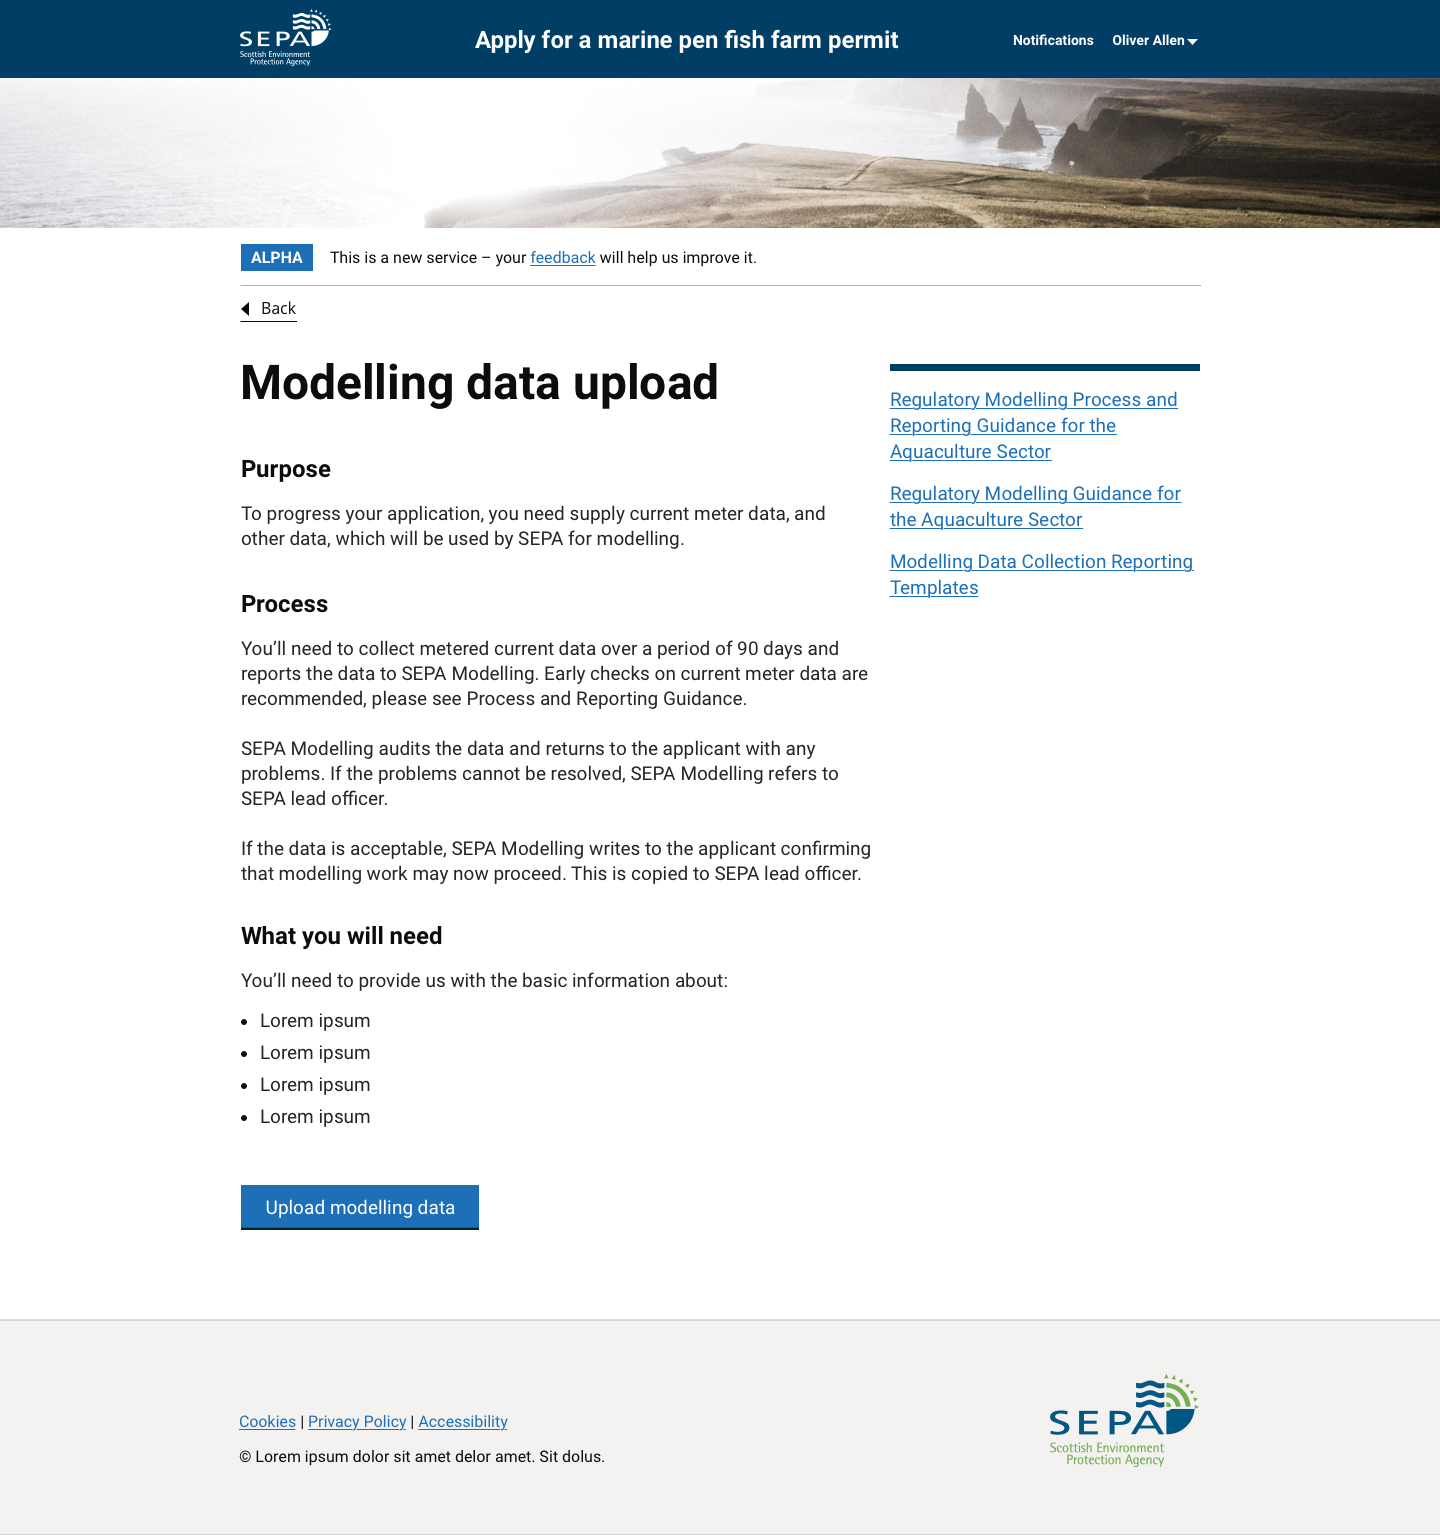 SEPA
Scottish Environment
Protection Agency
Apply for a marine pen fish farm permit
Notifications
Oliver Allen
ALPHA
This is a new service – your feedback will help us improve it.
Back
Modelling data upload
Purpose
To progress your application, you need supply current meter data, and
other data, which will be used by SEPA for modelling.
Process
You’ll need to collect metered current data over a period of 90 days and
reports the data to SEPA Modelling. Early checks on current meter data are
recommended, please see Process and Reporting Guidance.
SEPA Modelling audits the data and returns to the applicant with any
problems. If the problems cannot be resolved, SEPA Modelling refers to
SEPA lead officer.
If the data is acceptable, SEPA Modelling writes to the applicant confirming
that modelling work may now proceed. This is copied to SEPA lead officer.
What you will need
You’ll need to provide us with the basic information about:
• Lorem ipsum
• Lorem ipsum
• Lorem ipsum
• Lorem ipsum
Upload modelling data
Regulatory Modelling Process and
Reporting Guidance for the
Aquaculture Sector
Regulatory Modelling Guidance for
the Aquaculture Sector
Modelling Data Collection Reporting
Templates
Cookies | Privacy Policy | Accessibility
© Lorem ipsum dolor sit amet delor amet. Sit dolus.
SEPA
Scottish Environment
Protection Agency